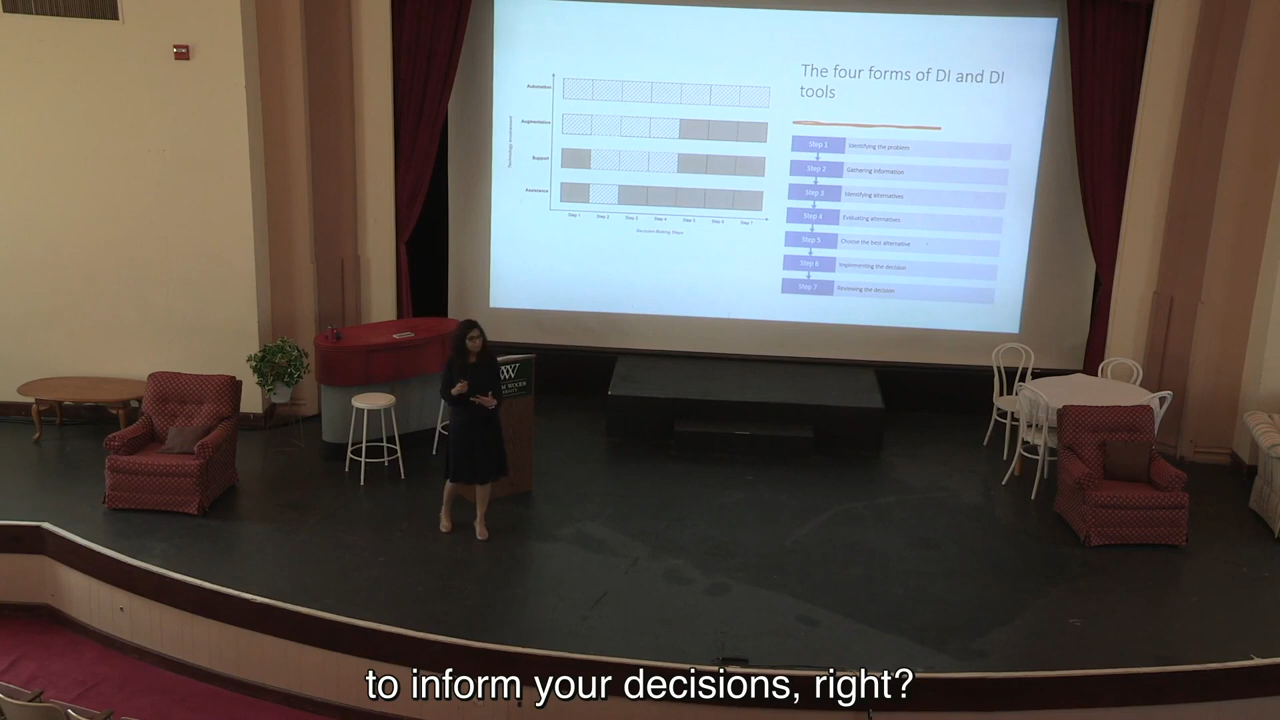 The four forms of DI and DI
tools
Automation
Augmentation
Support
Assistance
Technology Involvement
Step 1 Step 2 Step 3 Step 4 Step 5 Step 6 Step 7
Decision-Making Steps
Step 1 Identifying the problem
Step 2 Gathering information
Step 3 Identifying alternatives
Step 4 Evaluating alternatives
Step 5 Choose the best alternative
Step 6 Implementing the decision
Step 7 Reviewing the decision
W
M WOODS
to inform your decisions, right?